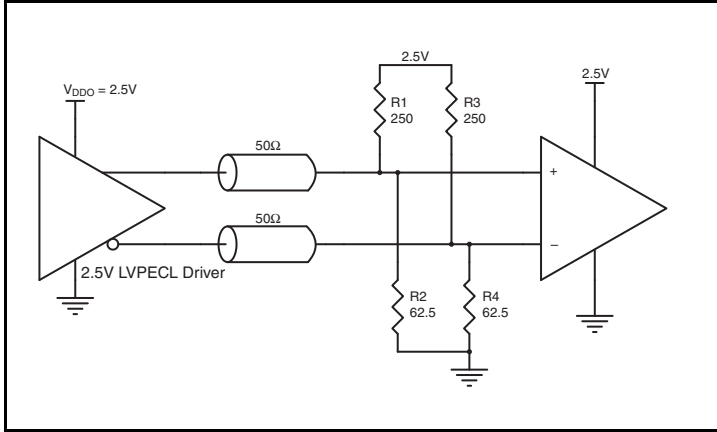 2.5V
V_DDO = 2.5V
2.5V
R1
250
R3
250
50Ω
+
50Ω
−
2.5V LVPECL Driver
R2
62.5
R4
62.5